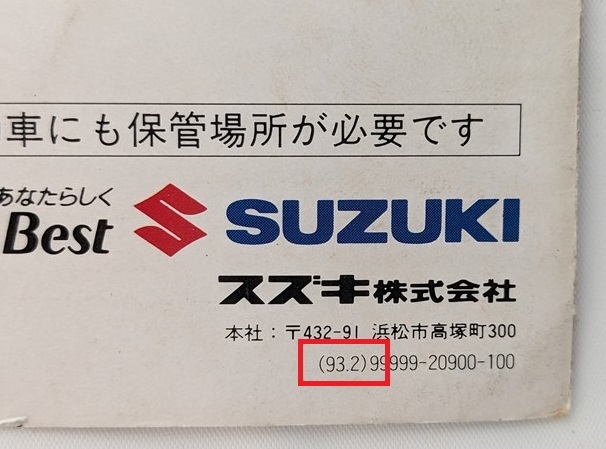 車にも保管場所が必要です
あなたらしく
Best
SUZUKI
スズキ株式会社
本社：〒432-91 浜松市高塚町300
(93.2)99999-20900-100